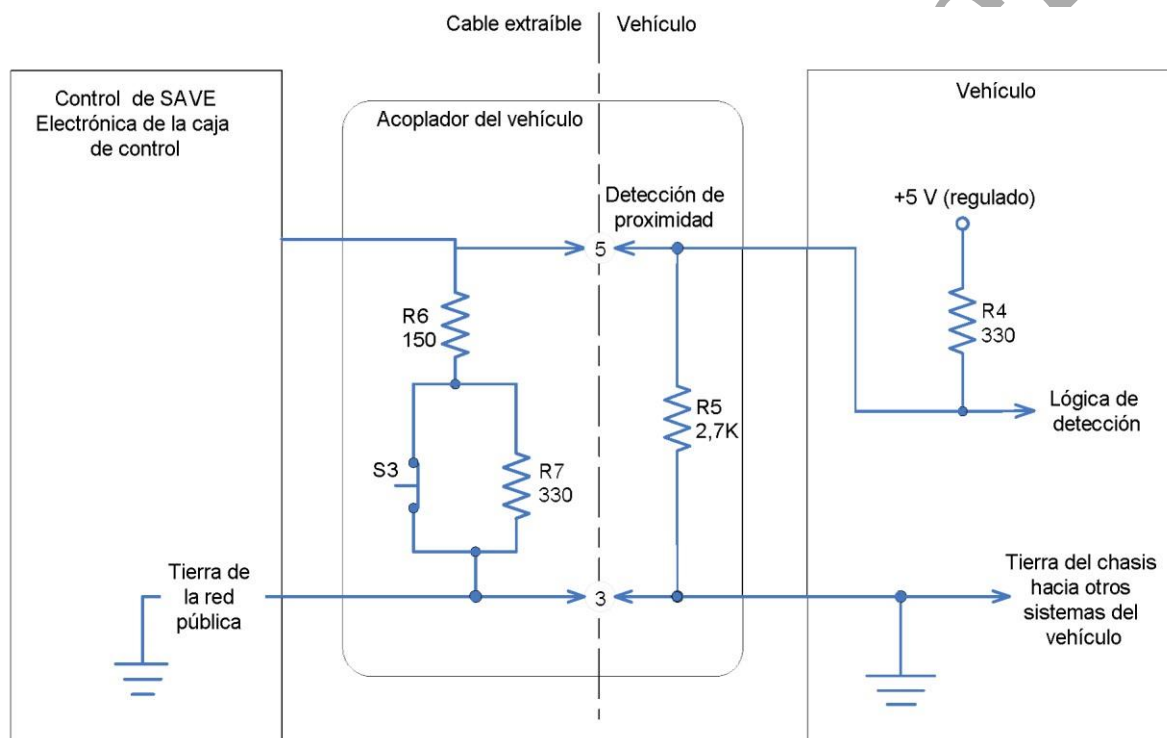 Cable extraíble
Vehículo
Control de SAVE
Electrónica de la caja
de control
Acoplador del vehículo
Vehículo
Detección de
proximidad
+5 V (regulado)
5
R6
150
R4
330
R5
2,7K
Lógica de
detección
S3
R7
330
Tierra de
la red
pública
3
Tierra del chasis
hacia otros
sistemas del
vehículo